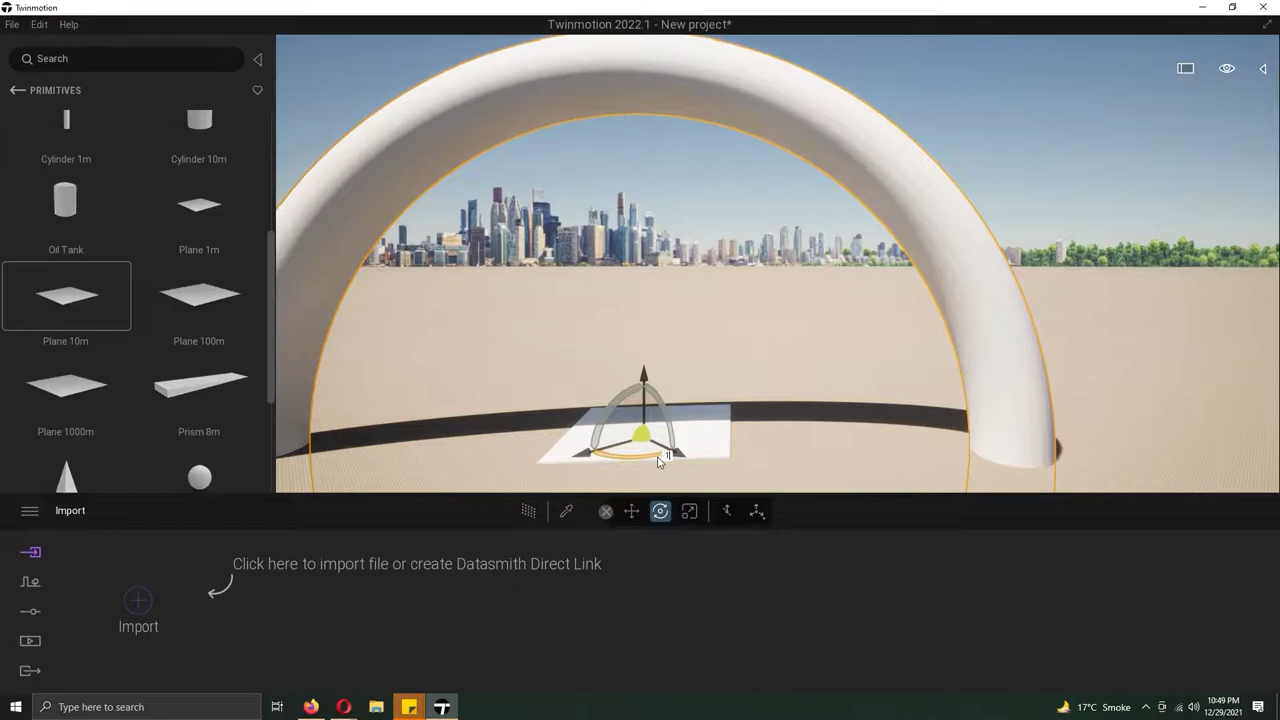 Twinmotion
File Edit Help
Twinmotion 2022.1 - New project*
Search
PRIMITIVES
Cylinder 1m
Cylinder 10m
Oil Tank
Plane 1m
Plane 10m
Plane 100m
Plane 1000m
Prism 8m
1
Import
Click here to import file or create Datasmith Direct Link
Import
Type here to search
17°C Smoke
10:49 PM
12/29/2021